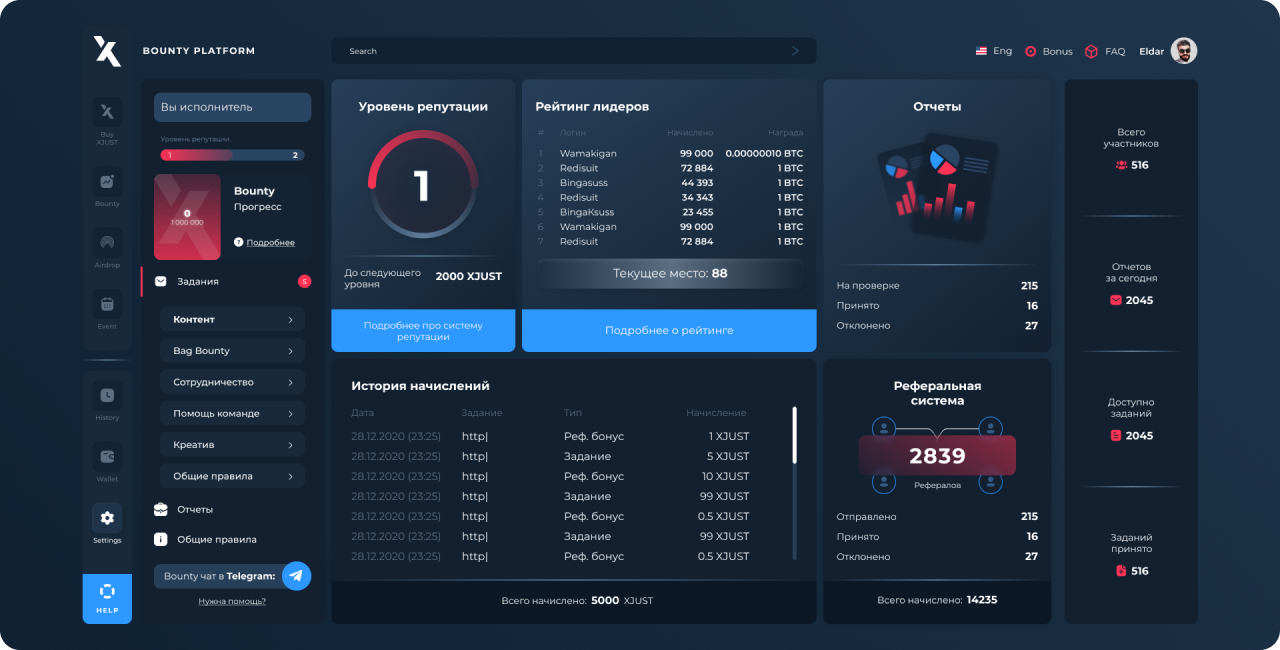 BOUNTY PLATFORM
Search
Eng
Bonus
FAQ
Eldar
Buy
XJUST
Bounty
Airdrop
Event
History
Wallet
Settings
HELP
Вы исполнитель
Уровень репутации
1 2
Bounty
Прогресс
0
1 000 000
Подробнее
Задания
5
Контент
Bag Bounty
Сотрудничество
Помощь команде
Креатив
Общие правила
Отчеты
Общие правила
Bounty чат в Telegram:
Нужна помощь?
Уровень репутации
1
До следующего
уровня
2000 XJUST
Подробнее про систему
репутации
Рейтинг лидеров
# Логин Начислено Награда
1 Wamakigan 99 000 0.00000010 BTC
2 Redisuit 72 884 1 BTC
3 Bingasuss 44 393 1 BTC
4 Redisuit 34 343 1 BTC
5 BingaKsuss 23 455 1 BTC
6 Wamakigan 99 000 1 BTC
7 Redisuit 72 884 1 BTC
Текущее место: 88
Подробнее о рейтинге
Отчеты
На проверке 215
Принято 16
Отклонено 27
История начислений
Дата Задание Тип Начисление
28.12.2020 (23:25) http| Реф. бонус 1 XJUST
28.12.2020 (23:25) http| Задание 5 XJUST
28.12.2020 (23:25) http| Реф. бонус 10 XJUST
28.12.2020 (23:25) http| Задание 99 XJUST
28.12.2020 (23:25) http| Реф. бонус 0.5 XJUST
28.12.2020 (23:25) http| Задание 99 XJUST
28.12.2020 (23:25) http| Реф. бонус 0.5 XJUST
Всего начислено: 5000 XJUST
Реферальная
система
2839
Рефералов
Отправлено 215
Принято 16
Отклонено 27
Всего начислено: 14235
Всего
участников
516
Отчетов
за сегодня
2045
Доступно
заданий
2045
Заданий
принято
516